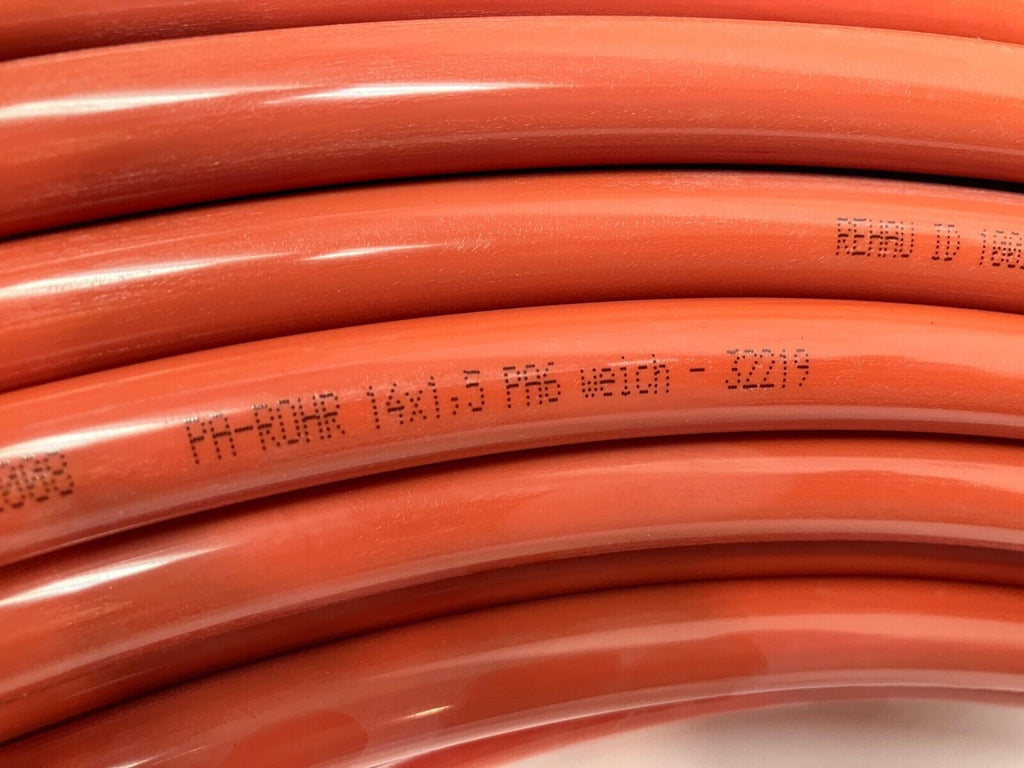 REHAU ID 100
PA-ROHR 14x1,5 PA6 weich - 32219